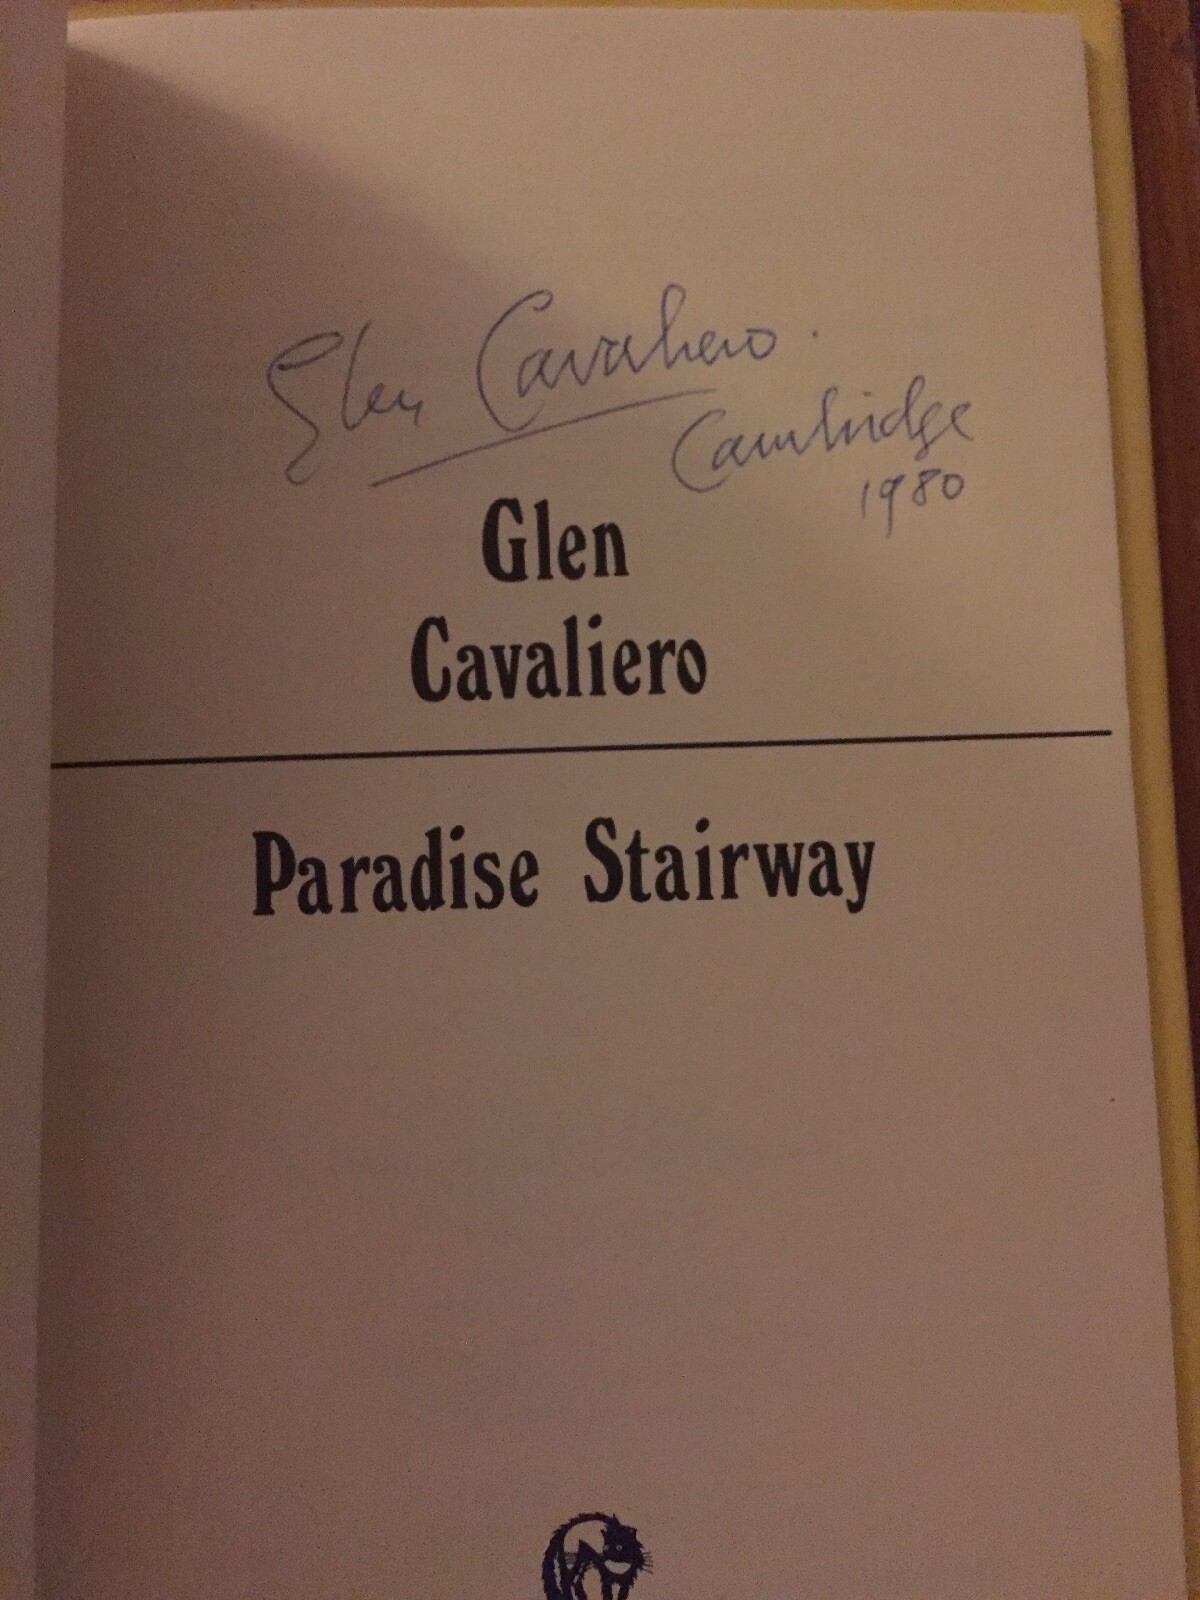 Glen Cavaliero.
Cambridge
1980
Glen
Cavaliero
Paradise Stairway